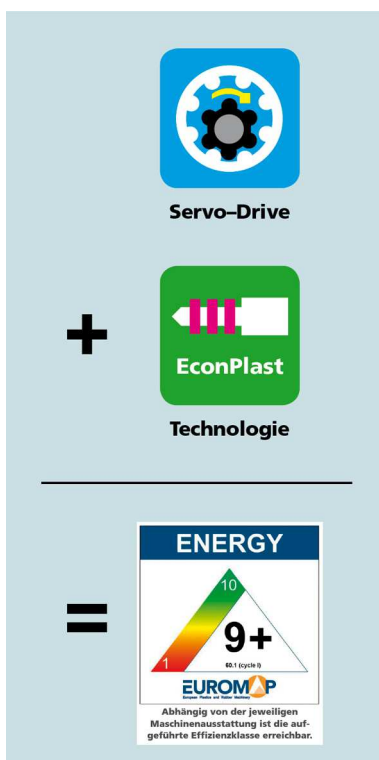 Servo–Drive
+
EconPlast
Technologie
=
ENERGY
10
9+
1
60.1 (cycle I)
EUROMAP
European Plastics and Rubber Machinery
Abhängig von der jeweiligen
Maschinenausstattung ist die auf-
geführte Effizienzklasse erreichbar.